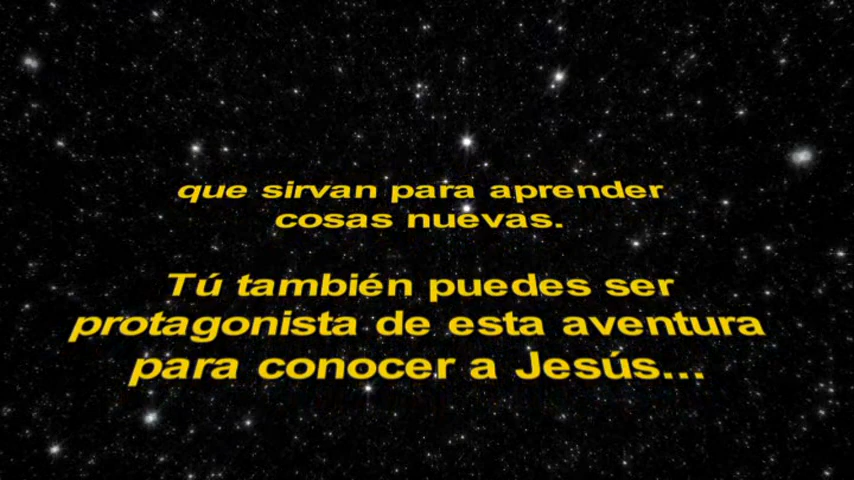 que sirvan para aprender
cosas nuevas.
Tú también puedes ser
protagonista de esta aventura
para conocer a Jesús...